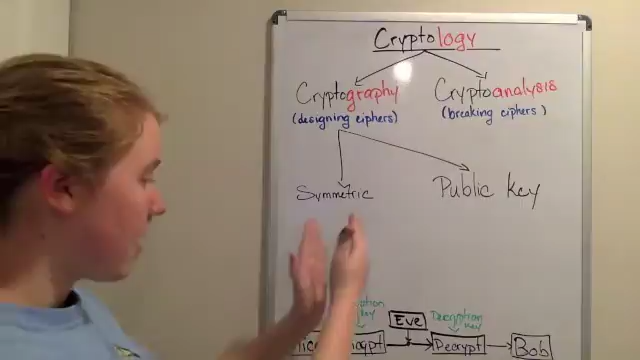 Cryptology
Cryptography Cryptoanalysis
(designing ciphers) (breaking ciphers)
Symmetric Public Key
Decryption
Key
Eve
Decrypt Bob